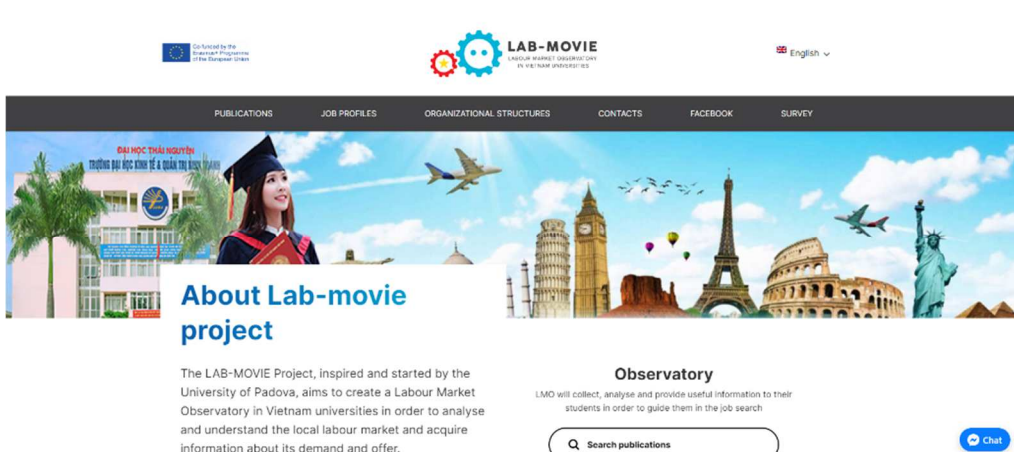 Co-funded by the
Erasmus+ Programme
of the European Union
LAB-MOVIE
LABOUR MARKET OBSERVATORY
IN VIETNAM UNIVERSITIES
English
PUBLICATIONS JOB PROFILES ORGANIZATIONAL STRUCTURES CONTACTS FACEBOOK SURVEY
ĐẠI HỌC THÁI NGUYÊN
TRƯỜNG ĐẠI HỌC KINH TẾ & QUẢN TRỊ KINH DOANH
About Lab-movie
project
The LAB-MOVIE Project, inspired and started by the
University of Padova, aims to create a Labour Market
Observatory in Vietnam universities in order to analyse
and understand the local labour market and acquire
information about its demand and offer.
Observatory
LMO will collect, analyse and provide useful information to their
students in order to guide them in the job search
Search publications
Chat